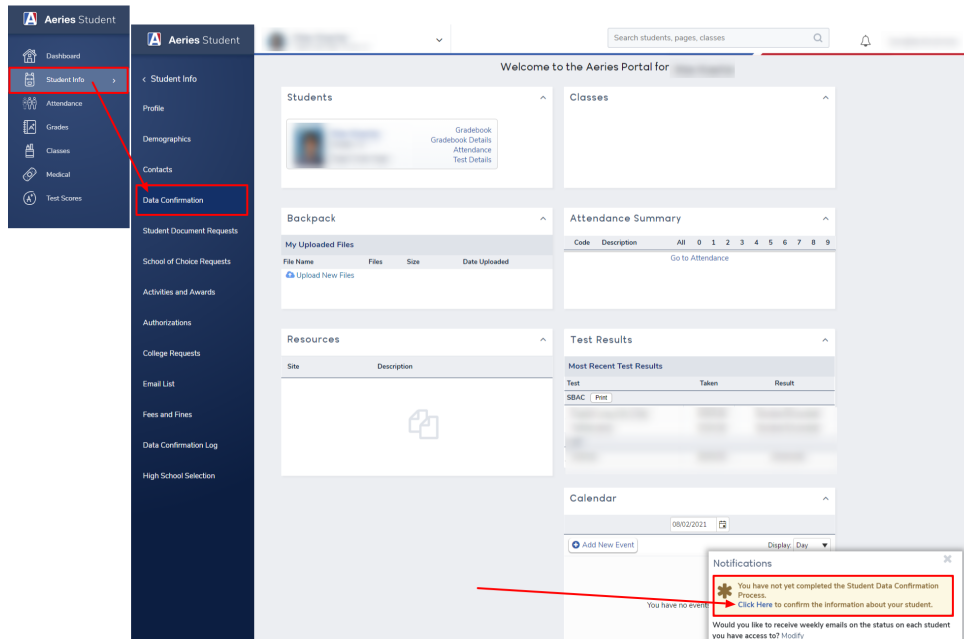 Aeries Student
Dashboard
Student Info
Attendance
Grades
Classes
Medical
Test Scores
Aeries Student
Student Info
Profile
Demographics
Contacts
Data Confirmation
Student Document Requests
School of Choice Requests
Activities and Awards
Authorizations
College Requests
Email List
Fees and Fines
Data Confirmation Log
High School Selection
Search students, pages, classes
Welcome to the Aeries Portal for
Students
Gradebook
Gradebook Details
Attendance
Test Details
Classes
Backpack
My Uploaded Files
File Name Files Size Date Uploaded
Upload New Files
Attendance Summary
Code Description All 0 1 2 3 4 5 6 7 8 9
Go to Attendance
Resources
Site Description
Test Results
Most Recent Test Results
Test Taken Result
SBAC Print
Calendar
08/02/2021
Add New Event Display: Day
You have no event
Notifications
You have not yet completed the Student Data Confirmation
Process.
Click Here to confirm the information about your student.
Would you like to receive weekly emails on the status on each student
you have access to? Modify